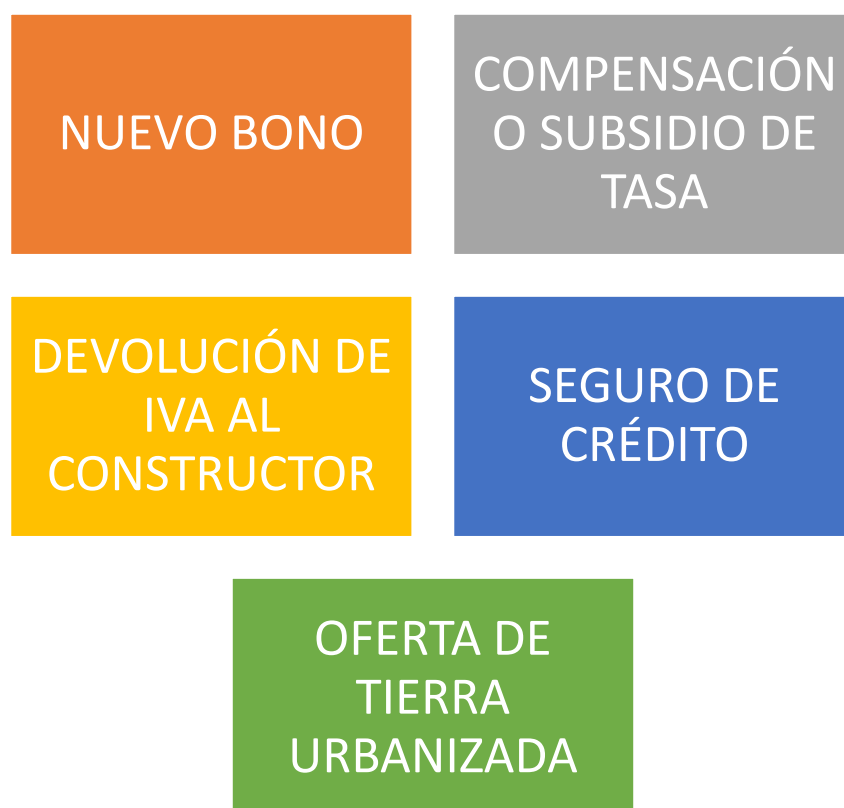 NUEVO BONO
COMPENSACIÓN
O SUBSIDIO DE
TASA
DEVOLUCIÓN DE
IVA AL
CONSTRUCTOR
SEGURO DE
CRÉDITO
OFERTA DE
TIERRA
URBANIZADA